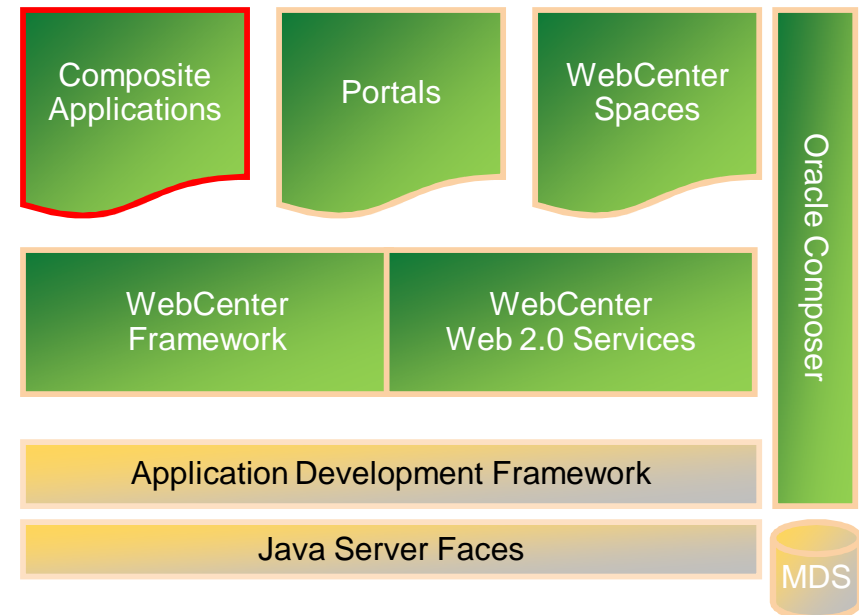 Composite
Applications
Portals
WebCenter
Spaces
Oracle Composer
WebCenter
Framework
WebCenter
Web 2.0 Services
Application Development Framework
Java Server Faces
MDS